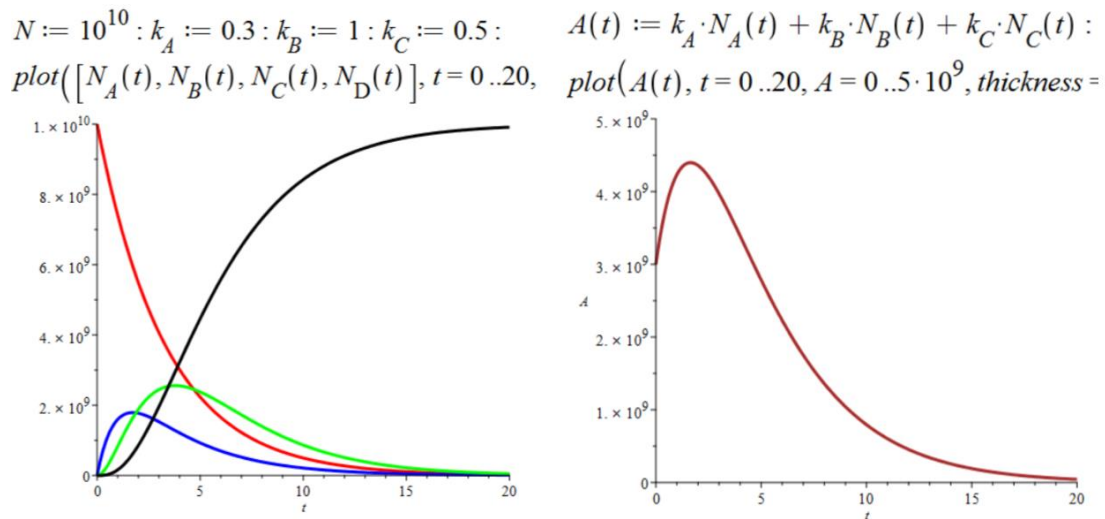 N := 10^10 : k_A := 0.3 : k_B := 1 : k_C := 0.5 :
plot([N_A(t), N_B(t), N_C(t), N_D(t)], t = 0 ..20,
1. × 10^10
8. × 10^9
6. × 10^9
4. × 10^9
2. × 10^9
0
0 5 10 15 20
t
A(t) := k_A·N_A(t) + k_B·N_B(t) + k_C·N_C(t) :
plot(A(t), t = 0 ..20, A = 0 ..5·10^9, thickness =
5. × 10^9
4. × 10^9
3. × 10^9
A
2. × 10^9
1. × 10^9
0
0 5 10 15 20
t